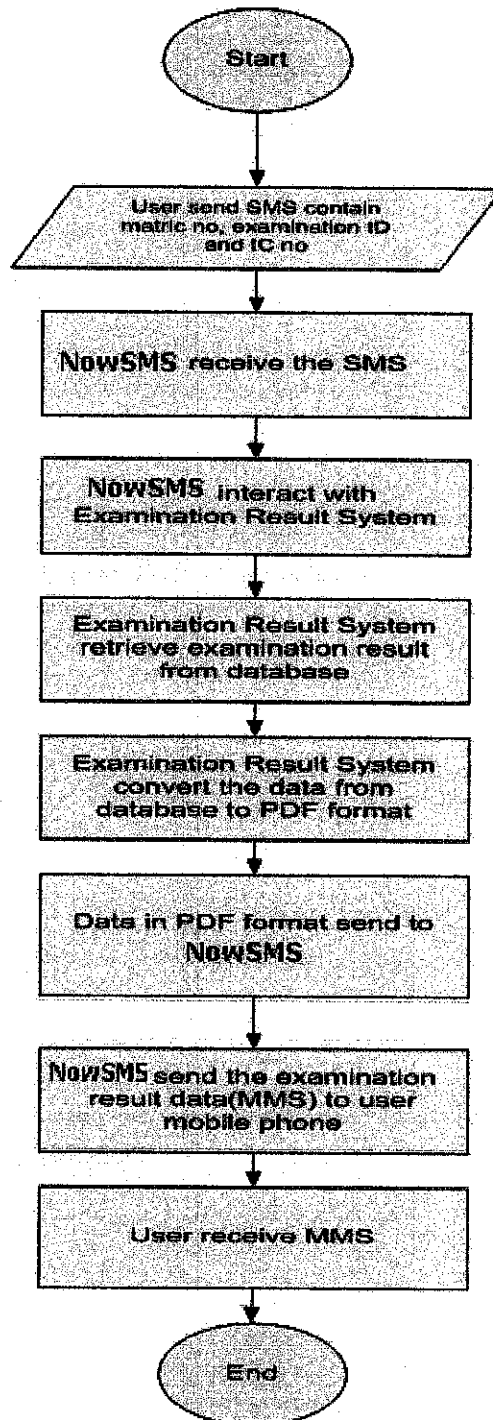 Start
User send SMS contain
metric no, examination ID
and IC no
NowSMS receive the SMS
NowSMS interact with
Examination Result System
Examination Result System
retrieve examination result
from database
Examination Result System
convert the data from
database to PDF format
Data in PDF format send to
NowSMS
NowSMS send the examination
result data(MMS) to user
mobile phone
User receive MMS
End